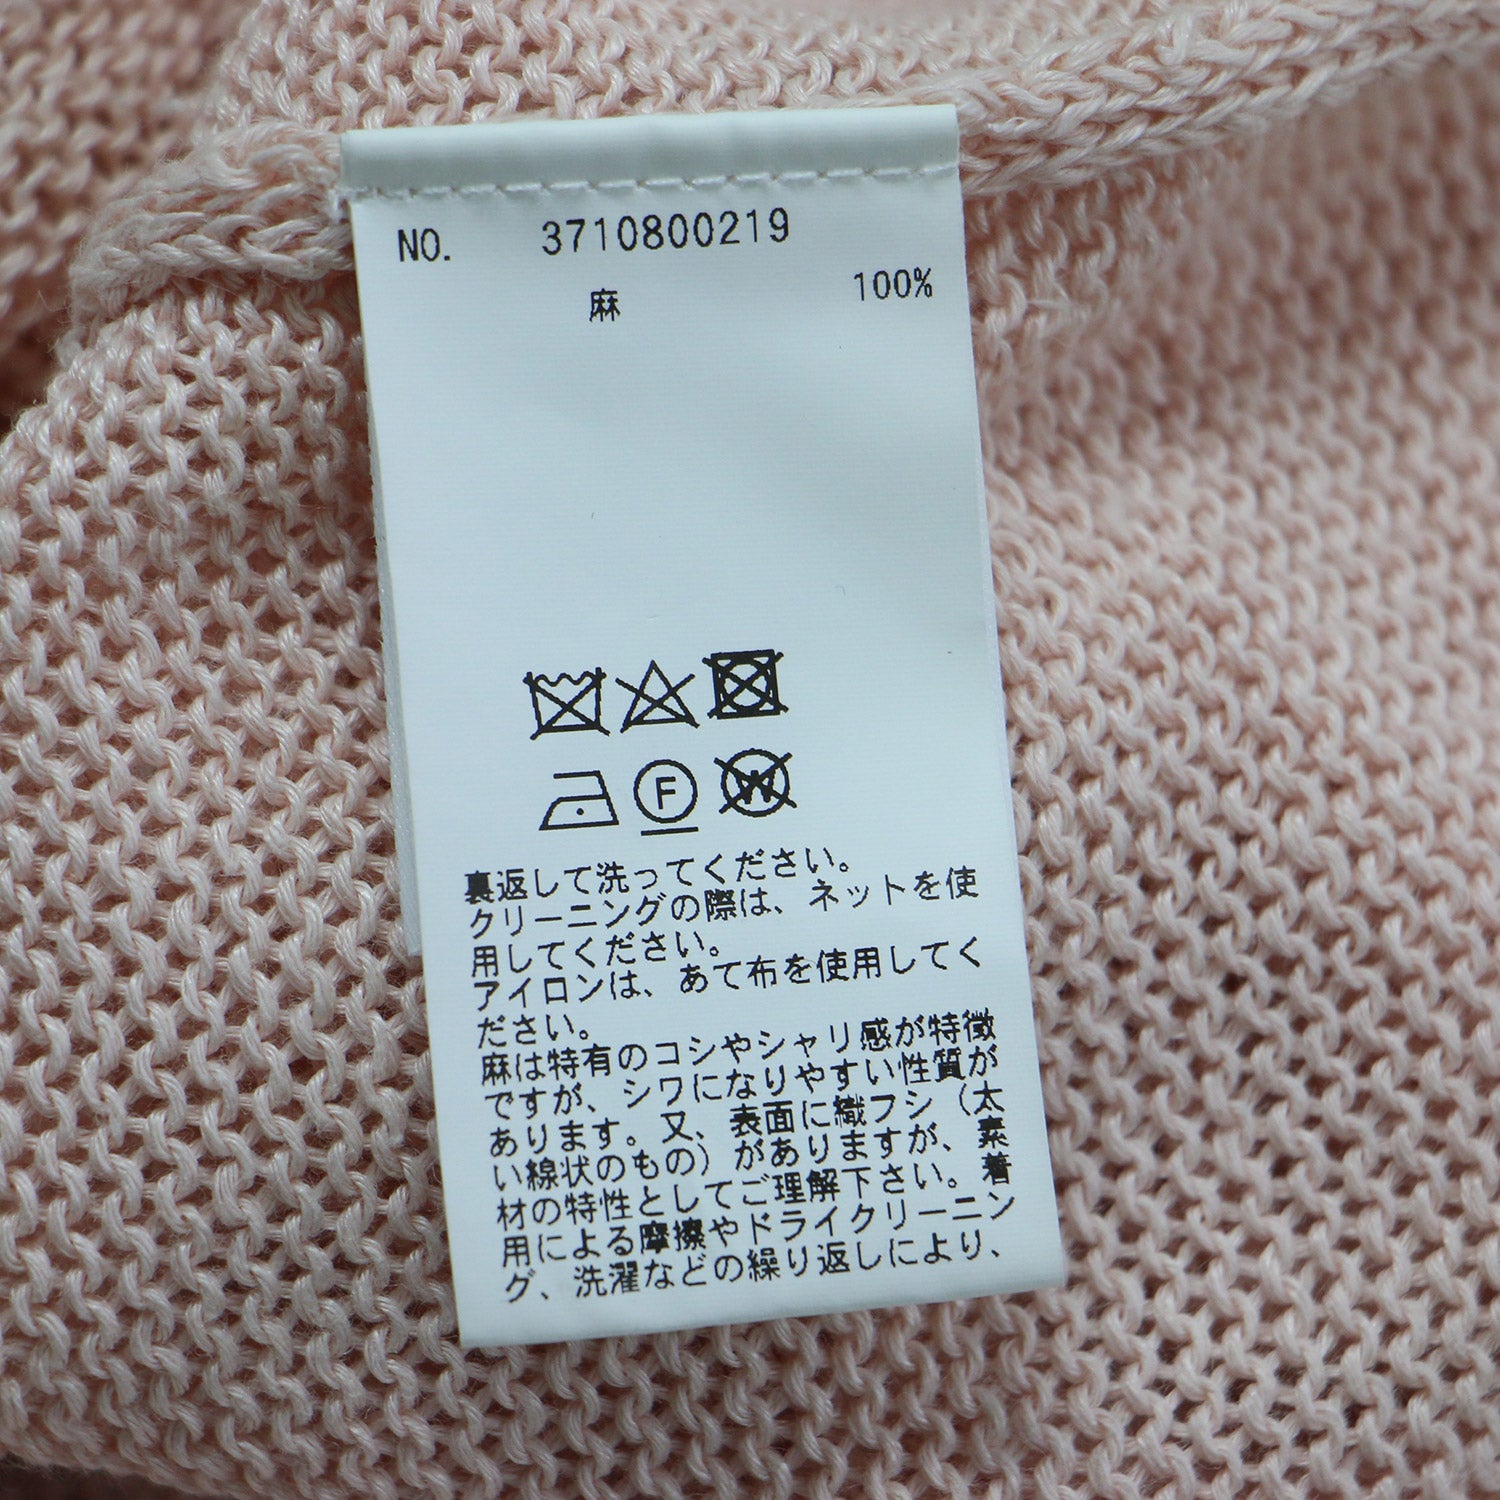 NO. 3710800219
麻 100%
F
W
裏返して洗ってください。
クリーニングの際は、ネットを使
用してください。
アイロンは、あて布を使用してく
ださい。
麻は特有のコシやシャリ感が特徴
ですが、シワになりやすい性質が
あります。又、表面に織フシ（太
い線状のもの）がありますが、素
材の特性としてご理解下さい。着
用による摩擦やドライクリーニン
グ、洗濯などの繰り返しにより、